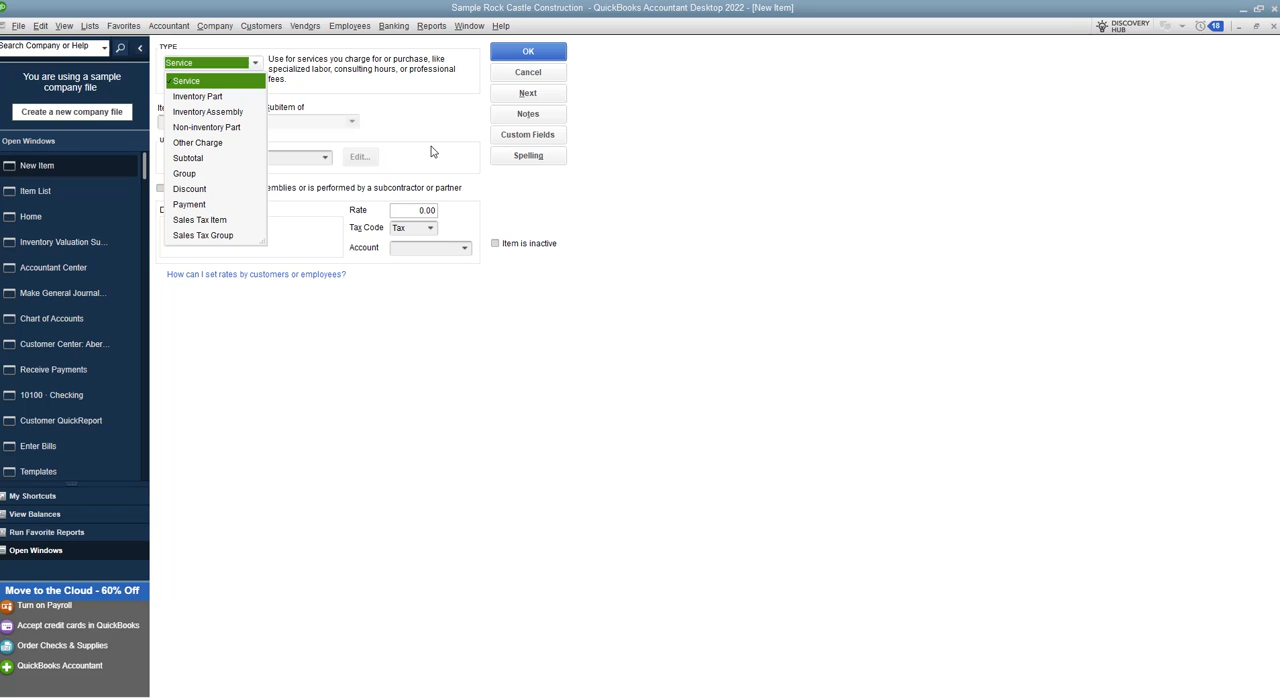 Sample Rock Castle Construction - QuickBooks Accountant Desktop 2022 - [New Item]
File Edit View Lists Favorites Accountant Company Customers Vendors Employees Banking Reports Window Help
DISCOVERY HUB
18
Search Company or Help
You are using a sample
company file
Create a new company file
Open Windows
New Item
Item List
Home
Inventory Valuation Su...
Accountant Center
Make General Journal...
Chart of Accounts
Customer Center: Aber...
Receive Payments
10100 · Checking
Customer QuickReport
Enter Bills
Templates
My Shortcuts
View Balances
Run Favorite Reports
Open Windows
Move to the Cloud - 60% Off
Turn on Payroll
Accept credit cards in QuickBooks
Order Checks & Supplies
QuickBooks Accountant
TYPE
Service
Use for services you charge for or purchase, like
specialized labor, consulting hours, or professional
fees.
Service
Inventory Part
Inventory Assembly
Non-inventory Part
Other Charge
Subtotal
Group
Discount
Payment
Sales Tax Item
Sales Tax Group
Subitem of
Edit...
emblies or is performed by a subcontractor or partner
Rate 0.00
Tax Code Tax
Account
How can I set rates by customers or employees?
OK
Cancel
Next
Notes
Custom Fields
Spelling
Item is inactive